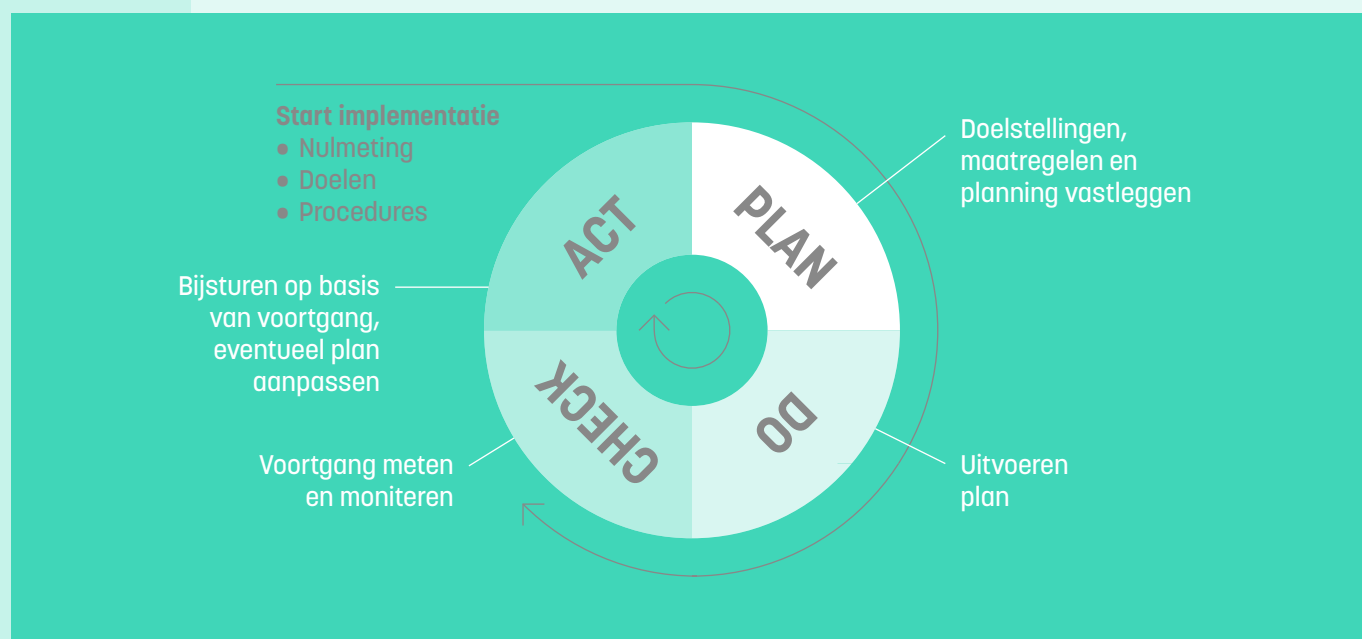 Start implementatie
● Nulmeting
● Doelen
● Procedures
PLAN
Doelstellingen,
maatregelen en
planning vastleggen
DO
Uitvoeren
plan
CHECK
Voortgang meten
en moniteren
ACT
Bijsturen op basis
van voortgang,
eventueel plan
aanpassen